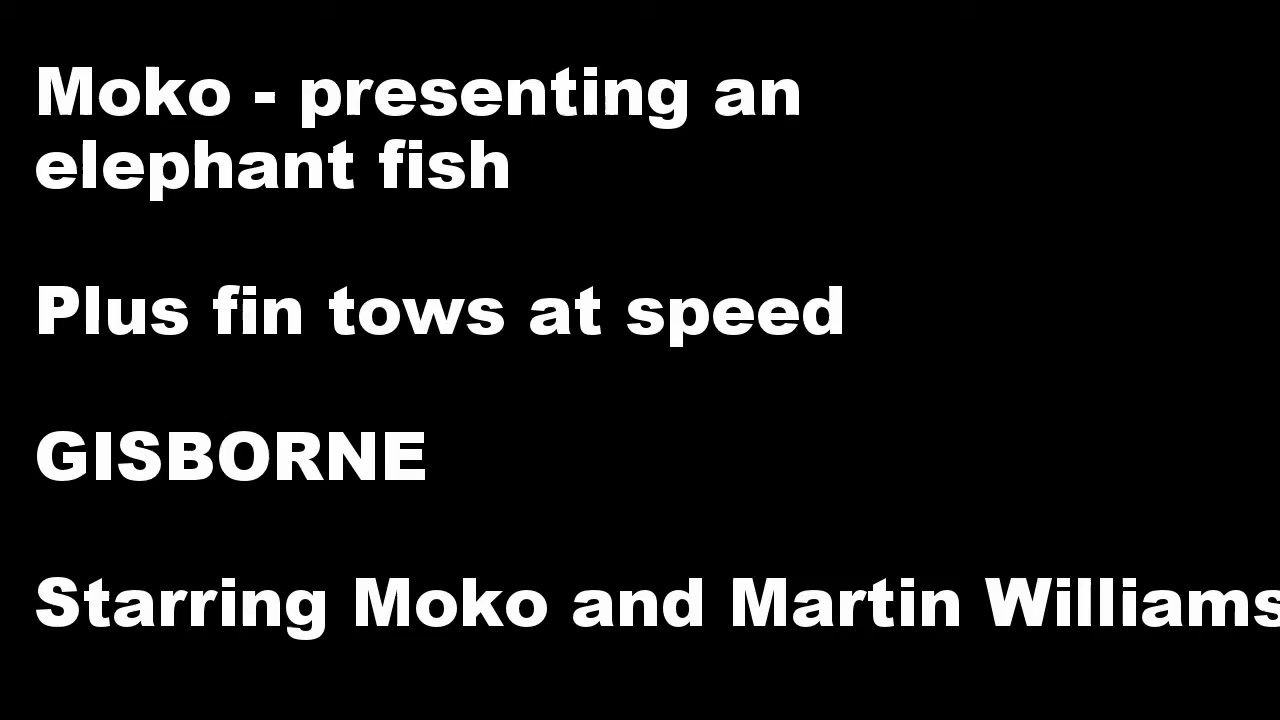 Moko - presenting an
elephant fish
Plus fin tows at speed
GISBORNE
Starring Moko and Martin Williams